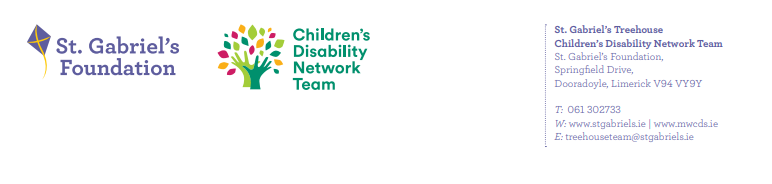 St. Gabriel's
Foundation
Children's
Disability
Network
Team
St. Gabriel's Treehouse
Children's Disability Network Team
St. Gabriel's Foundation,
Springfield Drive,
Dooradoyle, Limerick V94 VY9Y
T: 061 302733
W: www.stgabriels.ie | www.mwcds.ie
E: treehouseteam@stgabriels.ie